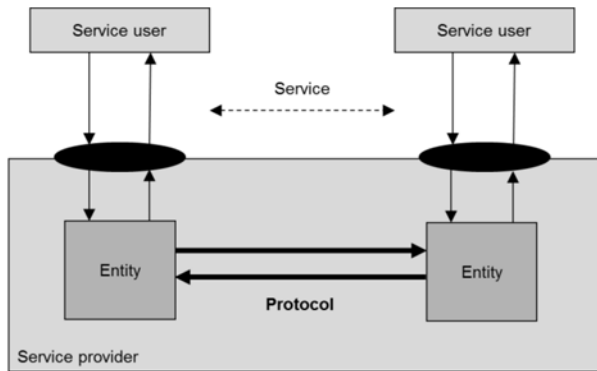 Service user
Service user
Service
Entity
Entity
Protocol
Service provider